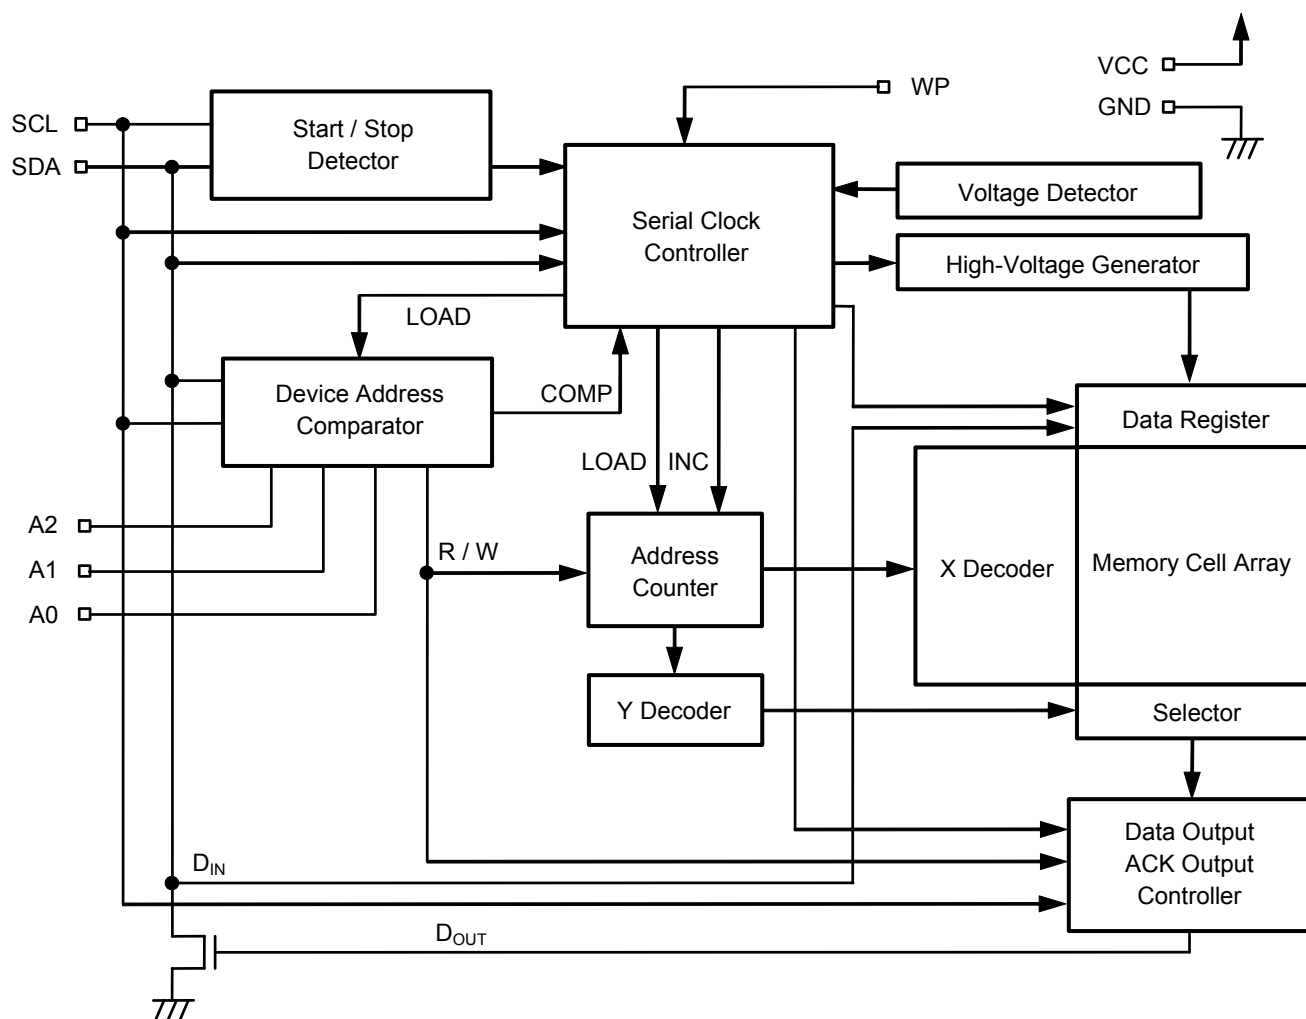 VCC
WP
GND
SCL
SDA
Start / Stop
Detector
Serial Clock
Controller
Voltage Detector
High-Voltage Generator
LOAD
Device Address
Comparator
COMP
LOAD
INC
Data Register
A2
A1
A0
R / W
Address
Counter
X Decoder
Memory Cell Array
Y Decoder
Selector
Data Output
ACK Output
Controller
DIN
DOUT